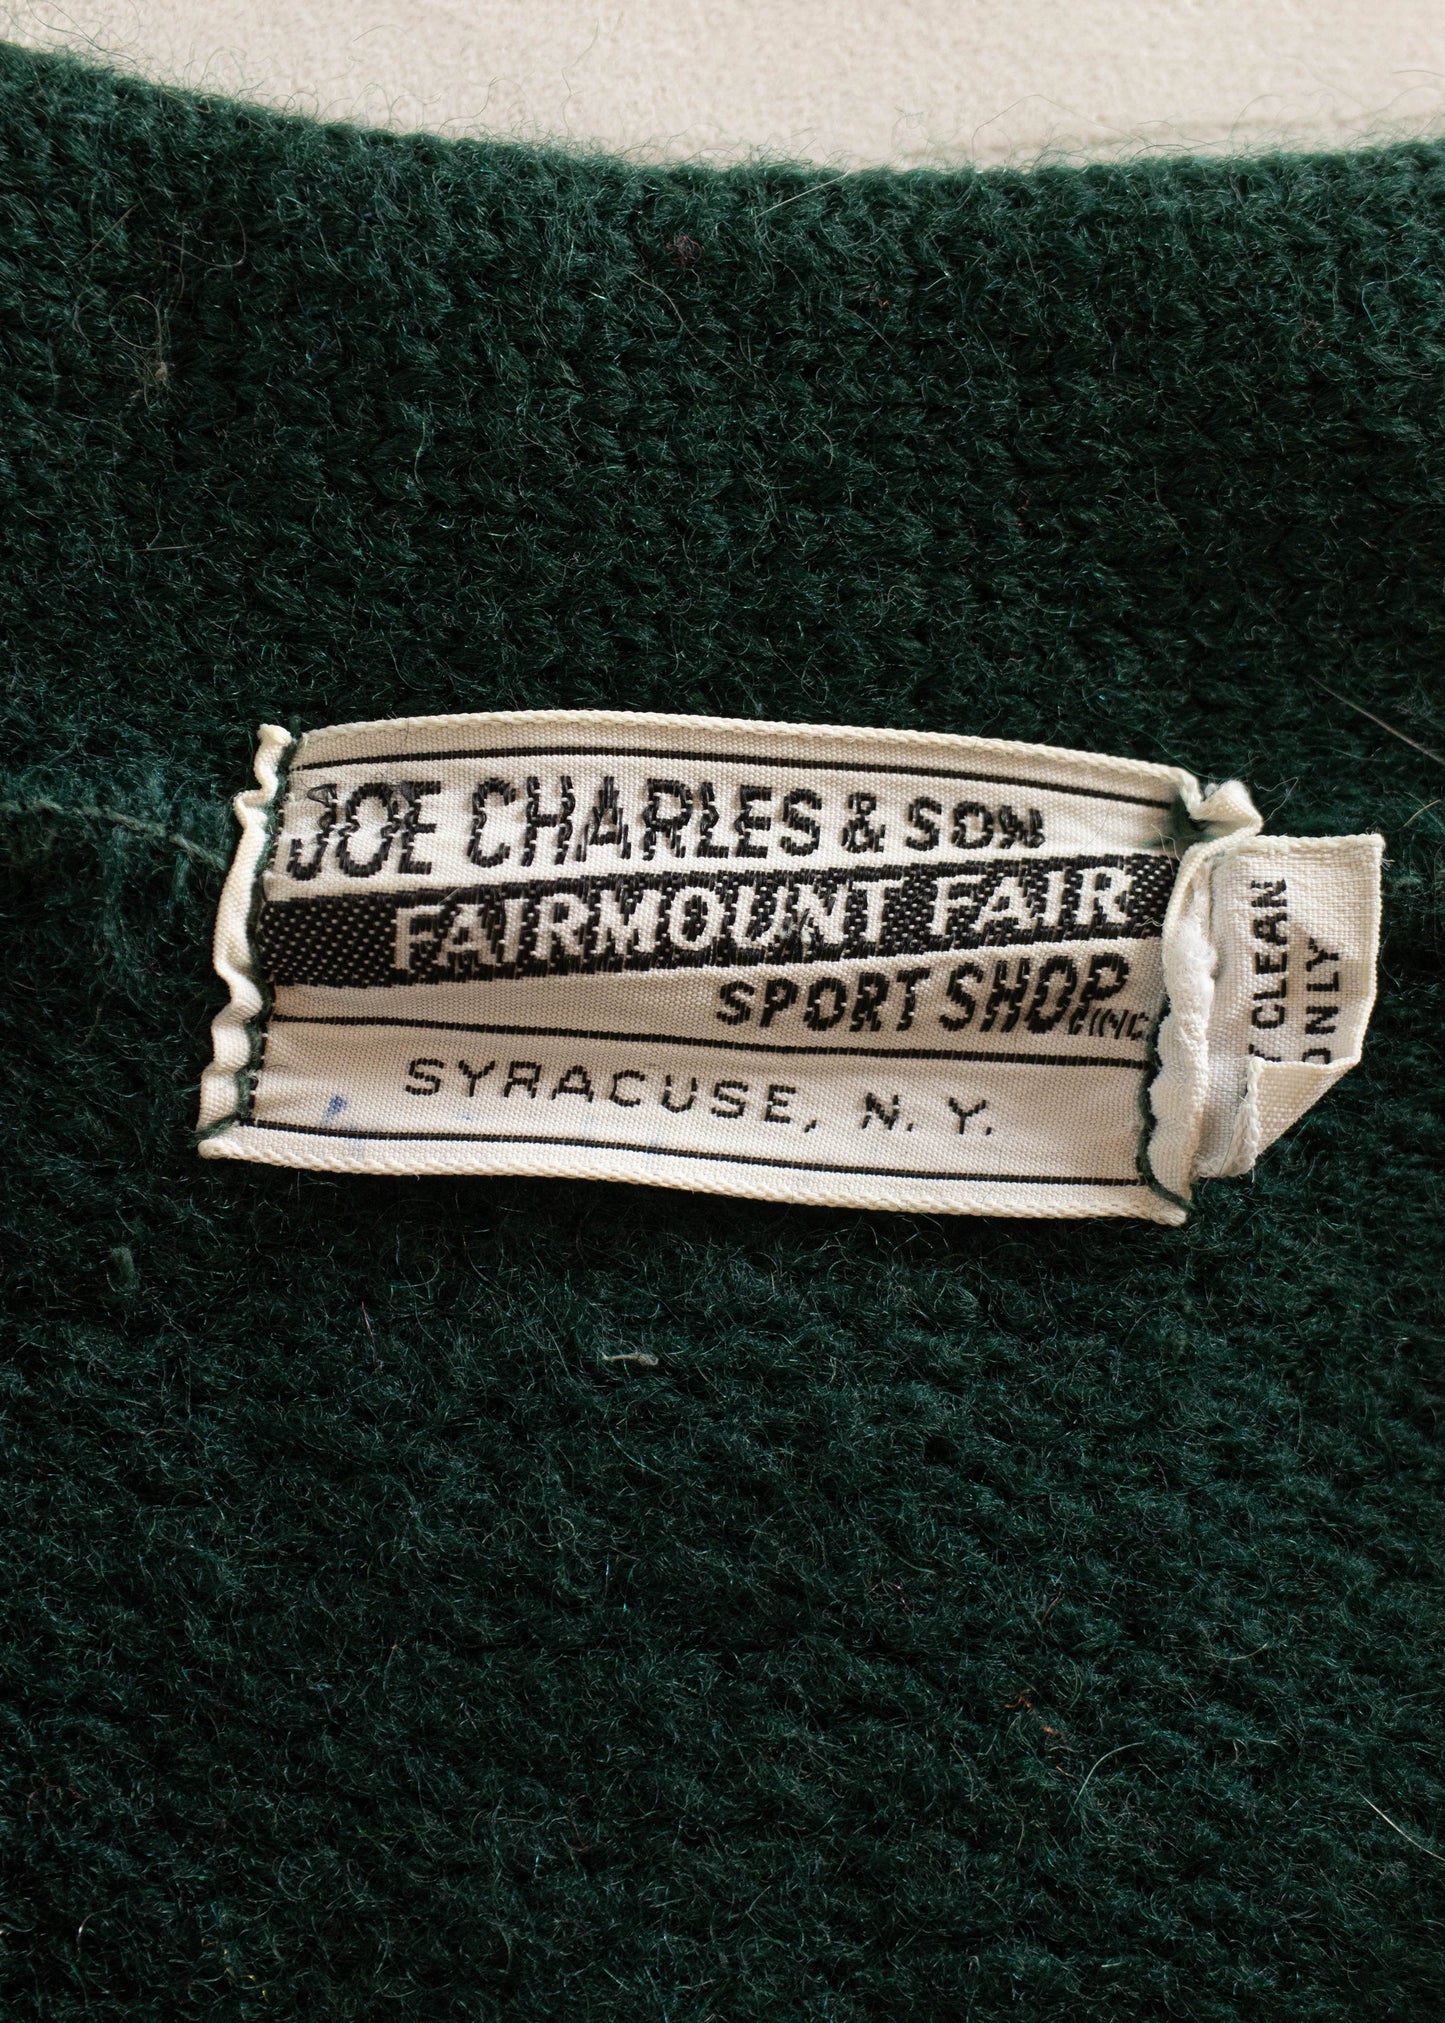 JOE CHARLES & SON
FAIRMOUNT FAIR
SPORT SHOP INC
SYRACUSE, N.Y.
CLEAN
ONLY